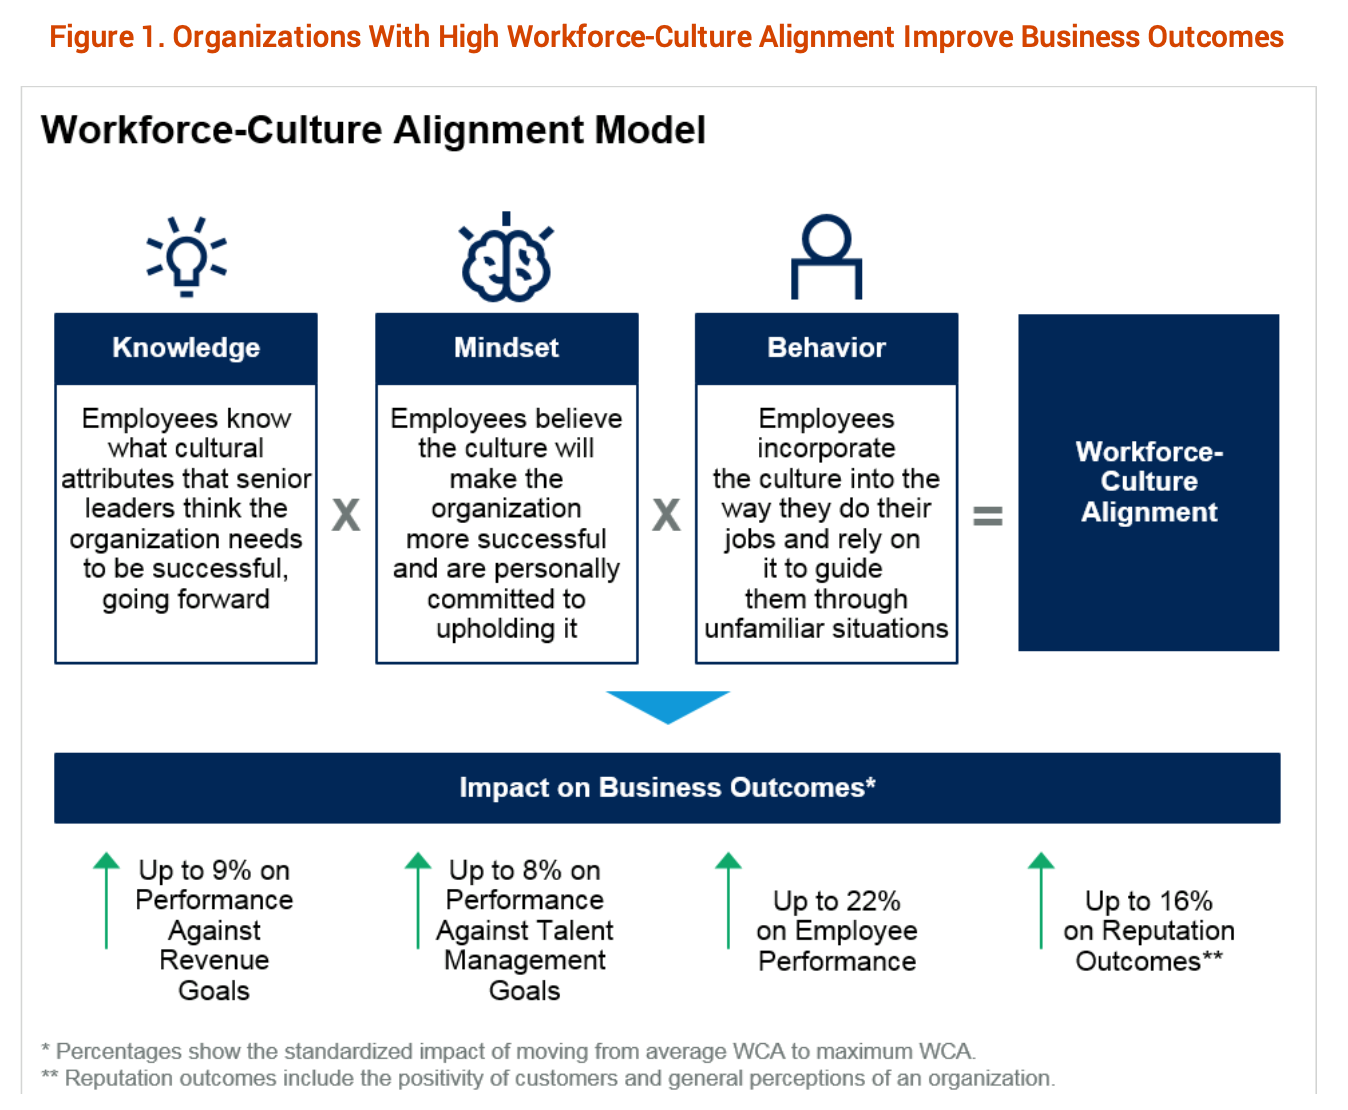 Figure 1. Organizations With High Workforce-Culture Alignment Improve Business Outcomes
Workforce-Culture Alignment Model
Knowledge
Employees know
what cultural
attributes that senior
leaders think the
organization needs
to be successful,
going forward
X
Mindset
Employees believe
the culture will
make the
organization
more successful
and are personally
committed to
upholding it
X
Behavior
Employees
incorporate
the culture into the
way they do their
jobs and rely on
it to guide
them through
unfamiliar situations
=
Workforce-
Culture
Alignment
Impact on Business Outcomes*
Up to 9% on
Performance
Against
Revenue
Goals
Up to 8% on
Performance
Against Talent
Management
Goals
Up to 22%
on Employee
Performance
Up to 16%
on Reputation
Outcomes**
* Percentages show the standardized impact of moving from average WCA to maximum WCA.
** Reputation outcomes include the positivity of customers and general perceptions of an organization.